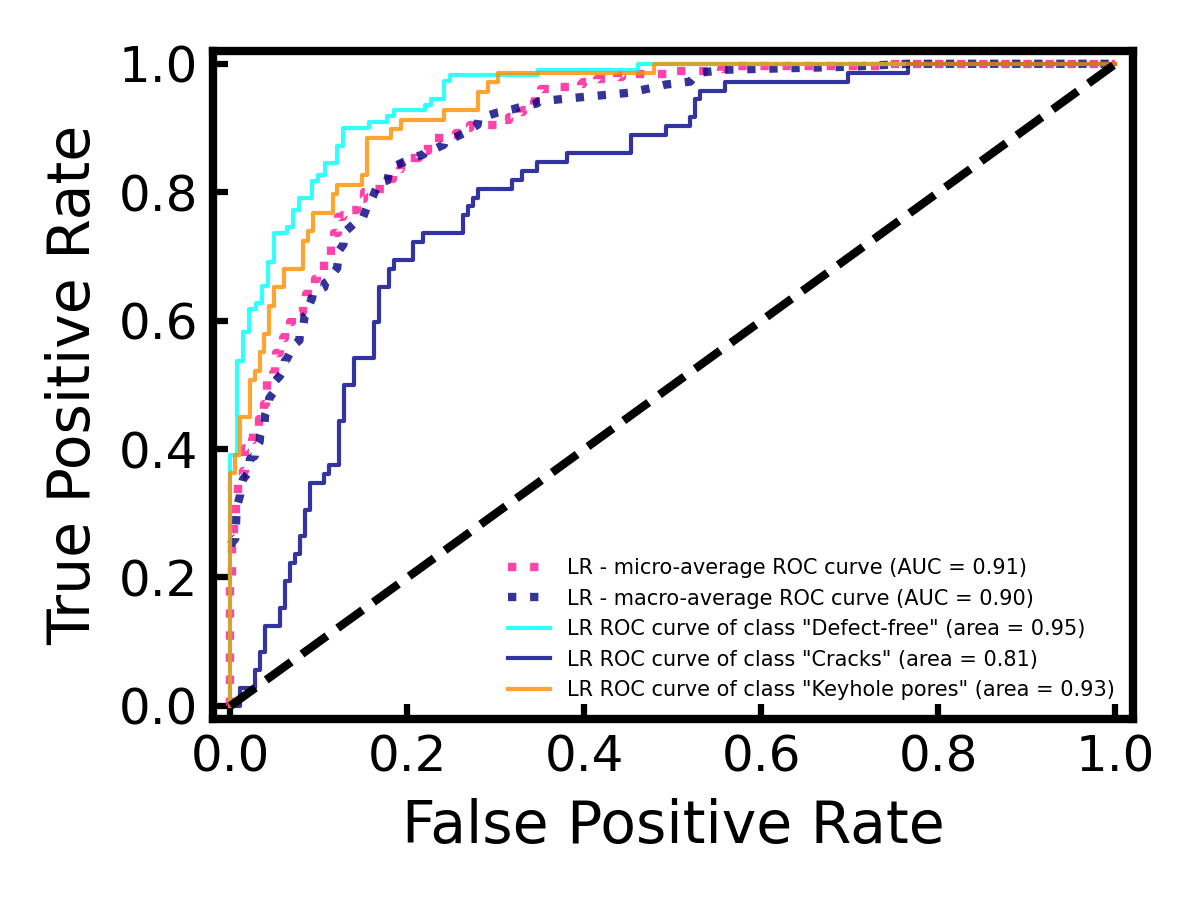 True Positive Rate
1.0
0.8
0.6
0.4
0.2
0.0
LR - micro-average ROC curve (AUC = 0.91)
LR - macro-average ROC curve (AUC = 0.90)
LR ROC curve of class "Defect-free" (area = 0.95)
LR ROC curve of class "Cracks" (area = 0.81)
LR ROC curve of class "Keyhole pores" (area = 0.93)
0.0 0.2 0.4 0.6 0.8 1.0
False Positive Rate